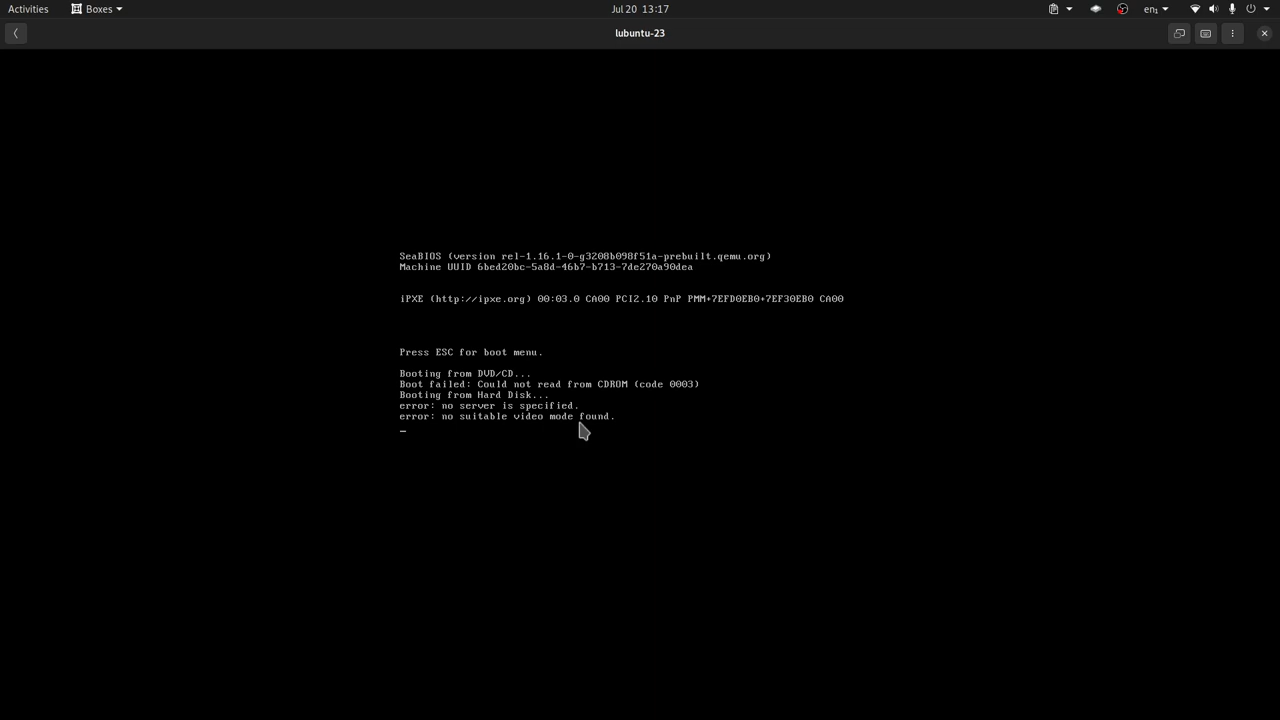 Activities Boxes Jul 20 13:17 en₁
lubuntu-23
SeaBIOS (version rel-1.16.1-0-g3208b098f51a-prebuilt.qemu.org)
Machine UUID 6bed20bc-5a8d-46b7-b713-7de270a90dea
iPXE (http://ipxe.org) 00:03.0 CA00 PCI2.10 PnP PMM+7EFD0EB0+7EF30EB0 CA00
Press ESC for boot menu.
Booting from DVD/CD...
Boot failed: Could not read from CDROM (code 0003)
Booting from Hard Disk...
error: no server is specified.
error: no suitable video mode found.
_